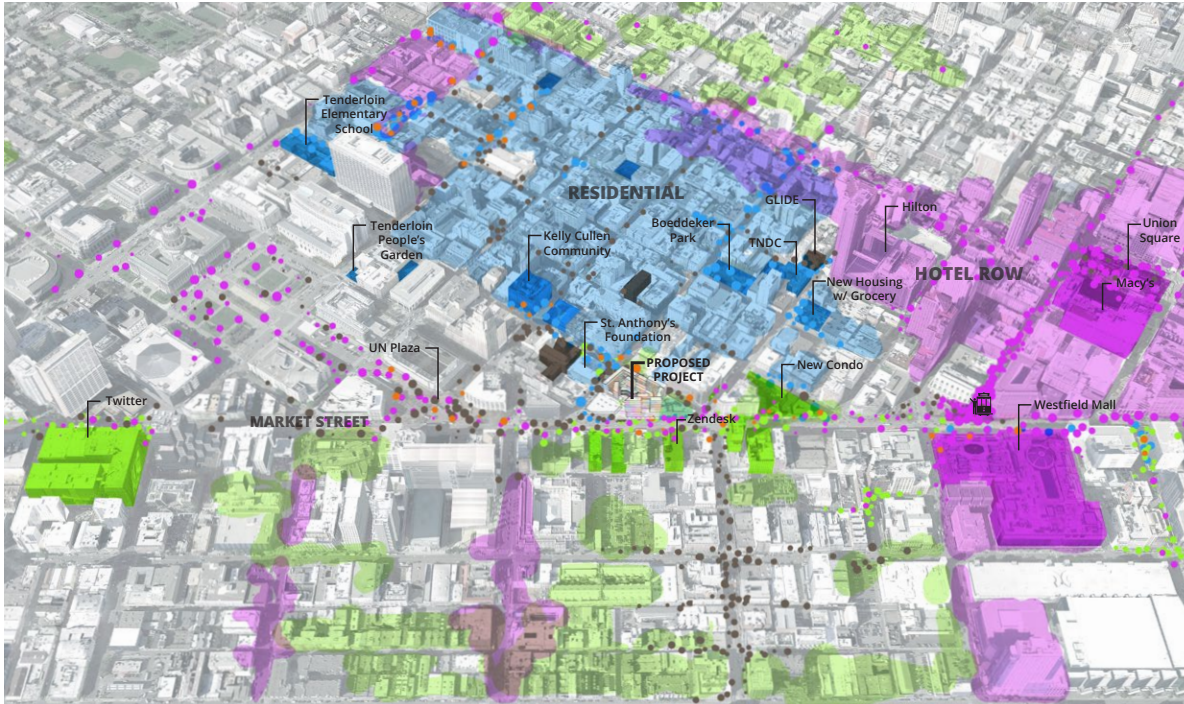 Tenderloin
Elementary
School
RESIDENTIAL
GLIDE
Hilton
Tenderloin
People's
Garden
Kelly Cullen
Community
Boeddeker
Park
TNDC
Union
Square
HOTEL ROW
Macy's
New Housing
w/ Grocery
St. Anthony's
Foundation
UN Plaza
PROPOSED
PROJECT
New Condo
Twitter
MARKET STREET
Zendesk
Westfield Mall